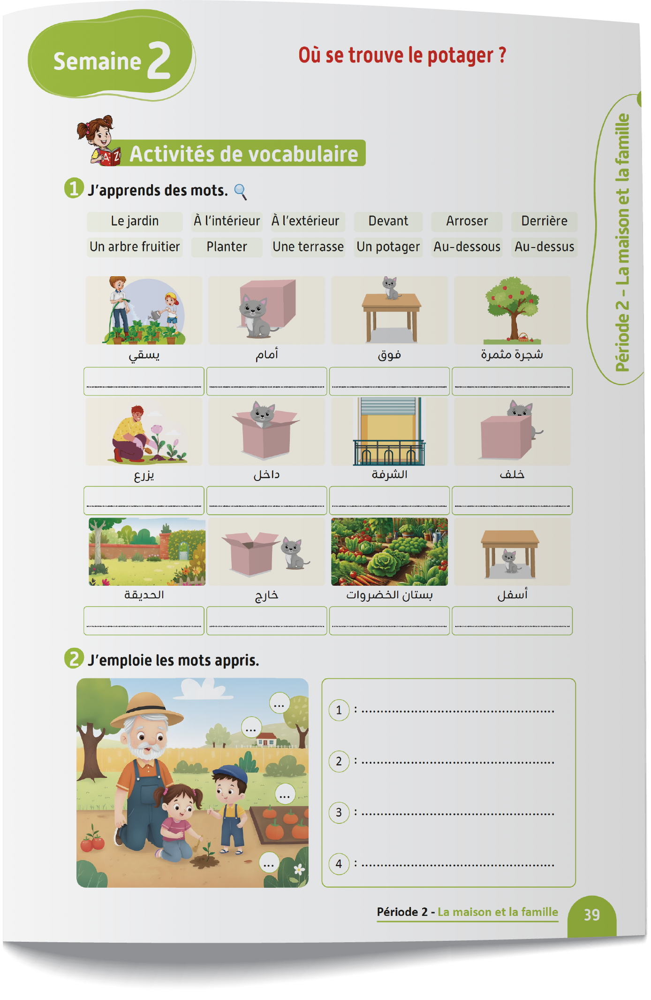 Semaine 2
Où se trouve le potager ?
A Z
Activités de vocabulaire
1 J'apprends des mots.
Le jardin À l'intérieur À l'extérieur Devant Arroser Derrière
Un arbre fruitier Planter Une terrasse Un potager Au-dessous Au-dessus
يسقي أمام فوق شجرة مثمرة
يزرع داخل الشرفة خلف
الحديقة خارج بستان الخضروات أسفل
2 J'emploie les mots appris.
...
...
...
...
1 : ....................................................
2 : ....................................................
3 : ....................................................
4 : ....................................................
Période 2 - La maison et la famille
39
Période 2 - La maison et la famille